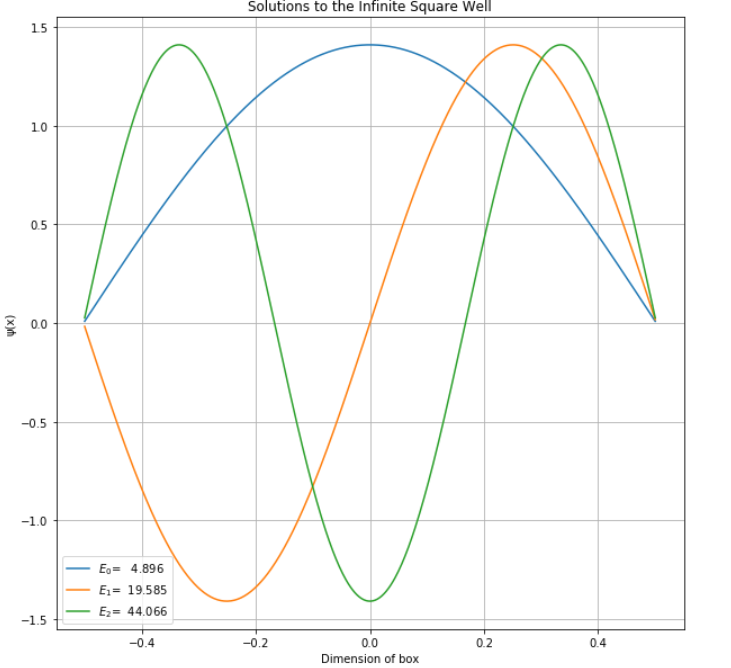 Solutions to the Infinite Square Well
1.5
1.0
0.5
0.0
−0.5
−1.0
−1.5
ψ(x)
E₀= 4.896
E₁= 19.585
E₂= 44.066
−0.4
−0.2
0.0
0.2
0.4
Dimension of box